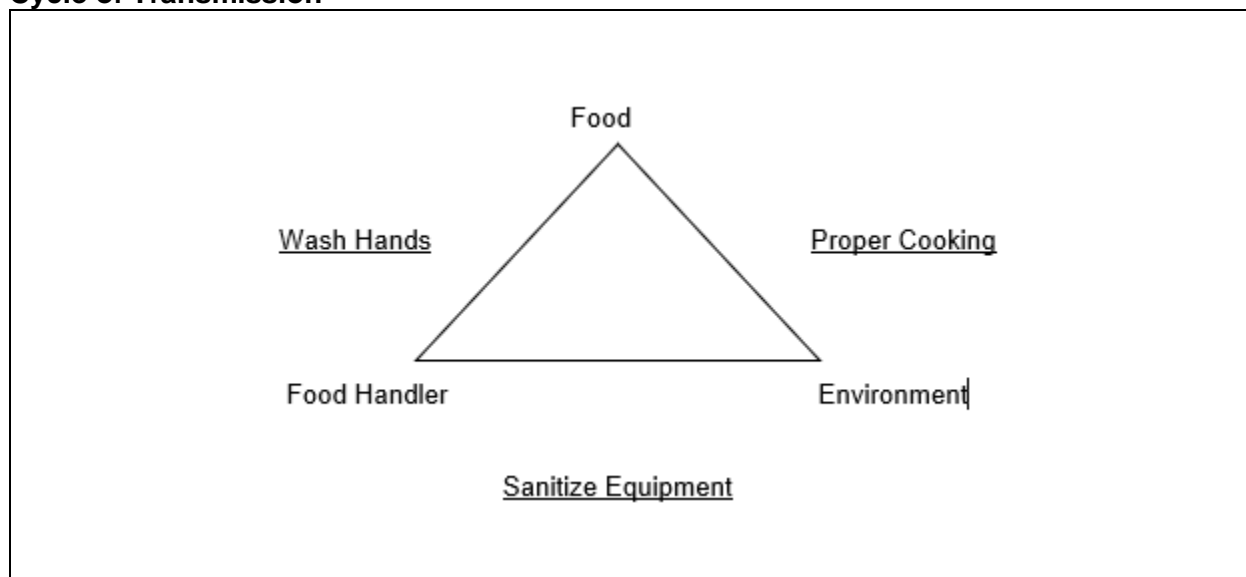 Cycle of Transmission
Food
Wash Hands
Proper Cooking
Food Handler
Environment
Sanitize Equipment